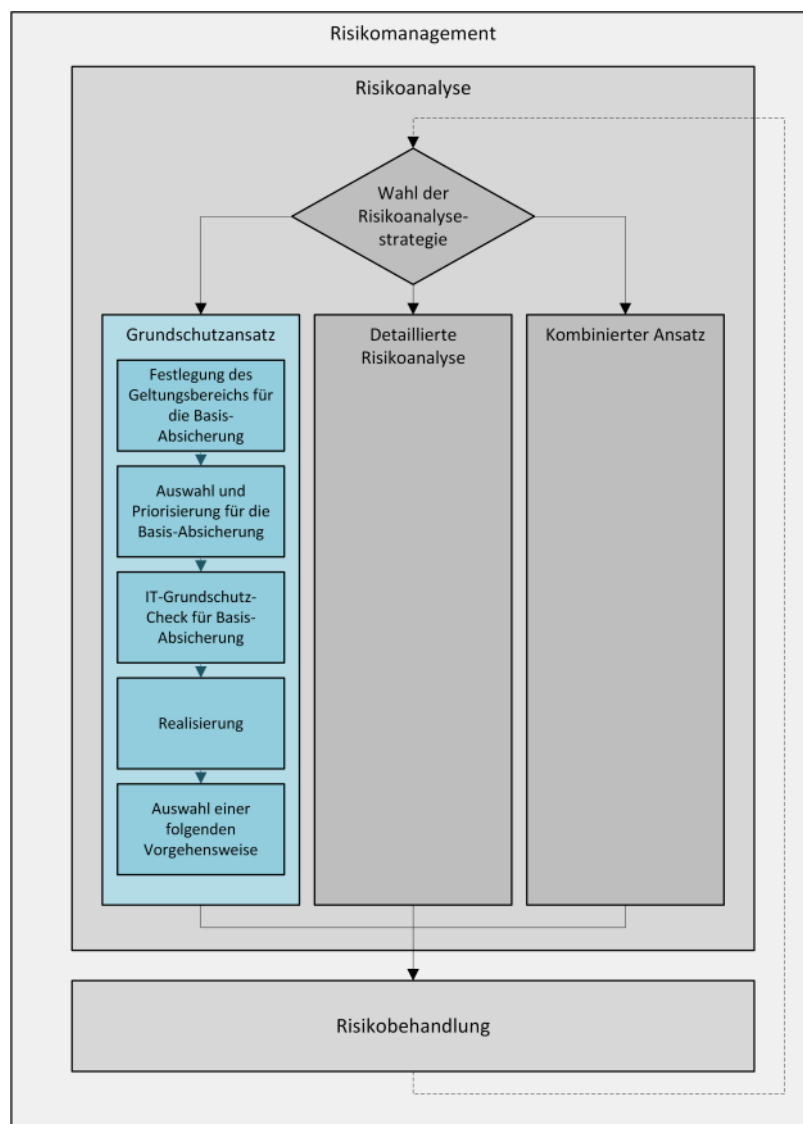 Risikomanagement
Risikoanalyse
Wahl der
Risikoanalyse-
strategie
Grundschutzansatz
Festlegung des
Geltungsbereichs für
die Basis-
Absicherung
Auswahl und
Priorisierung für die
Basis-Absicherung
IT-Grundschutz-
Check für Basis-
Absicherung
Realisierung
Auswahl einer
folgenden
Vorgehensweise
Detaillierte
Risikoanalyse
Kombinierter Ansatz
Risikobehandlung